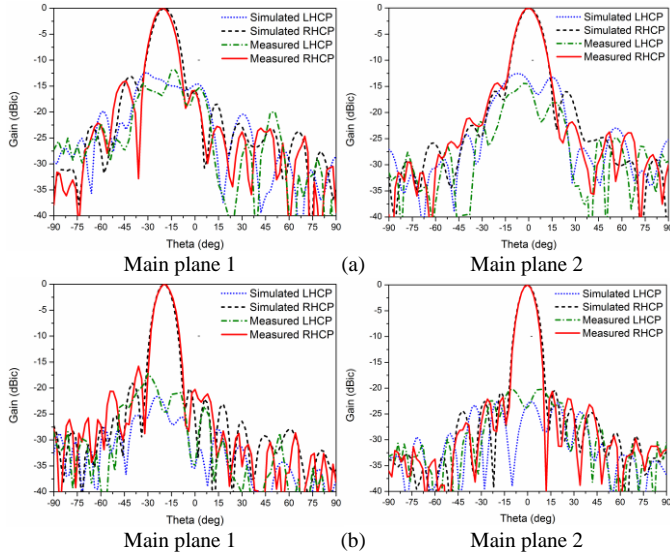 Simulated LHCP
Simulated RHCP
Measured LHCP
Measured RHCP
Gain (dBic)
0
-5
-10
-15
-20
-25
-30
-35
-40
-90 -75 -60 -45 -30 -15 0 15 30 45 60 75 90
Theta (deg)
Simulated LHCP
Simulated RHCP
Measured LHCP
Measured RHCP
Gain (dBic)
0
-5
-10
-15
-20
-25
-30
-35
-40
-90 -75 -60 -45 -30 -15 0 15 30 45 60 75 90
Theta (deg)
Main plane 1 (a) Main plane 2
Simulated LHCP
Simulated RHCP
Measured LHCP
Measured RHCP
Gain (dBic)
0
-5
-10
-15
-20
-25
-30
-35
-40
-90 -75 -60 -45 -30 -15 0 15 30 45 60 75 90
Theta (deg)
Simulated LHCP
Simulated RHCP
Measured LHCP
Measured RHCP
Gain (dBic)
0
-5
-10
-15
-20
-25
-30
-35
-40
-90 -75 -60 -45 -30 -15 0 15 30 45 60 75 90
Theta (deg)
Main plane 1 (b) Main plane 2